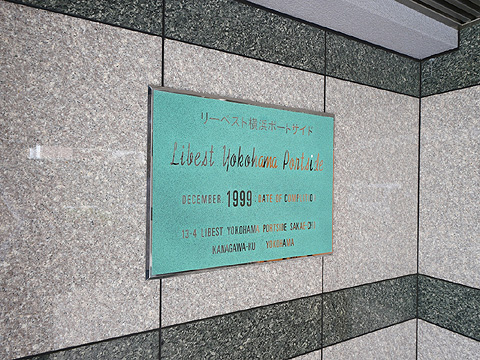 リーベスト横浜ポートサイド
Libest Yokohama Portside
DECEMBER 1999. DATE OF COMPLETIO
13-4 LIBEST YOKOHAMA PORTSIDE SAKAE CHO
KANAGAWA-KU YOKOHAMA